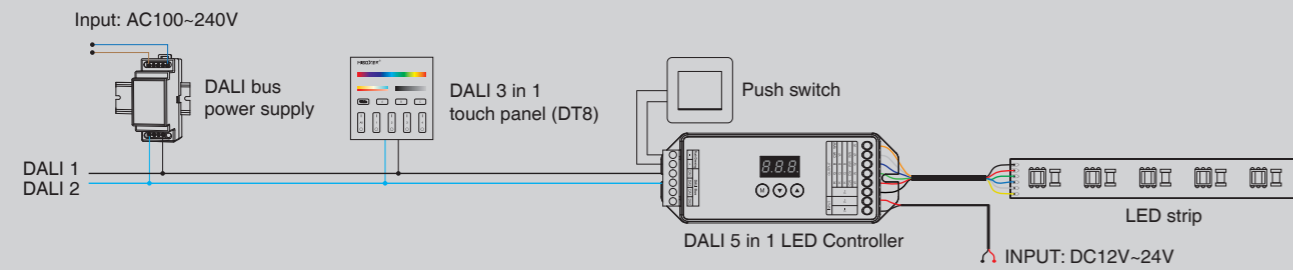 Input: AC100~240V
DALI bus
power supply
DALI 3 in 1
touch panel (DT8)
Push switch
DALI 1
DALI 2
8.8.8.
M
DALI 5 in 1 LED Controller
LED strip
INPUT: DC12V~24V